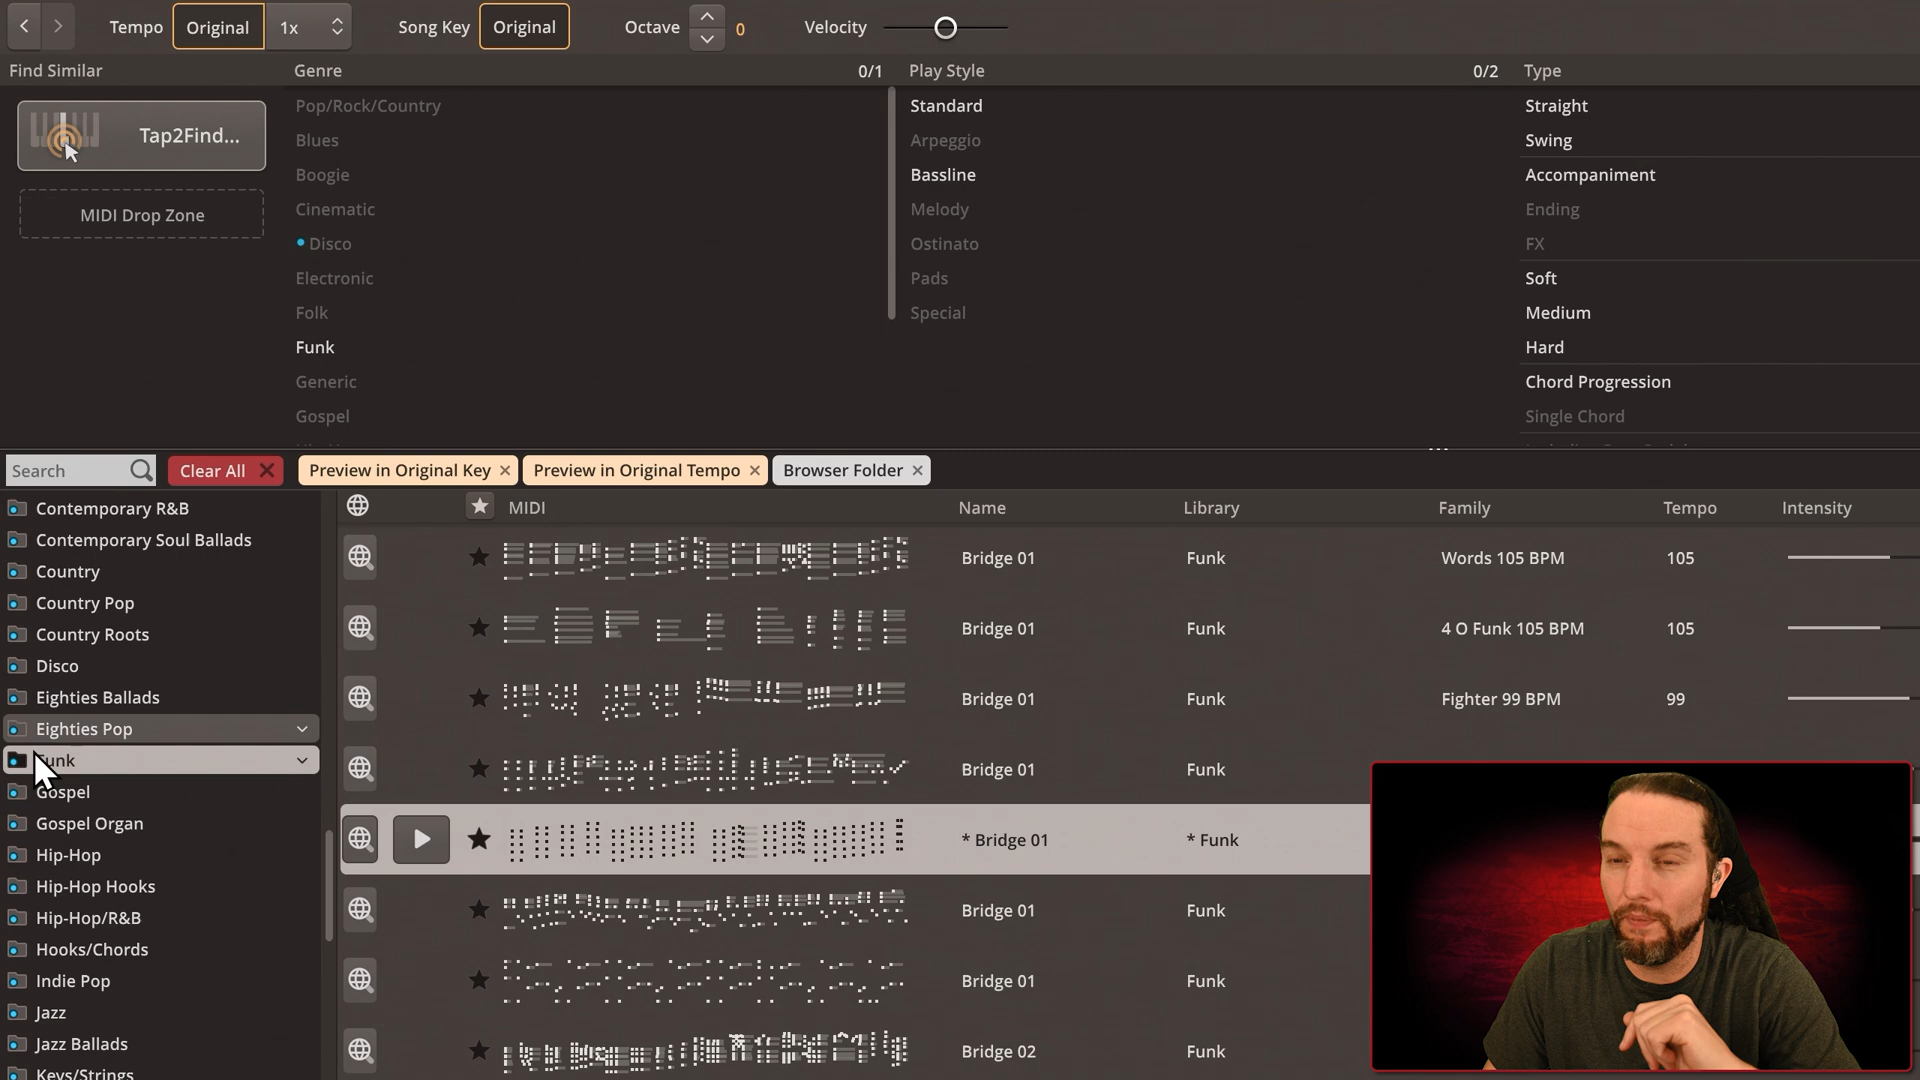 Tempo Original 1x Song Key Original Octave 0 Velocity
Find Similar Genre 0/1 Play Style 0/2 Type
Tap2Find...
MIDI Drop Zone
Pop/Rock/Country Standard Straight
Blues Arpeggio Swing
Boogie Bassline Accompaniment
Cinematic Melody Ending
Disco Ostinato FX
Electronic Pads Soft
Folk Special Medium
Funk Hard
Generic Chord Progression
Gospel Single Chord
Search Clear All Preview in Original Key Preview in Original Tempo Browser Folder
MIDI Name Library Family Tempo Intensity
Contemporary R&B
Contemporary Soul Ballads
Country
Country Pop
Country Roots
Disco
Eighties Ballads
Eighties Pop
Gospel
Gospel Organ
Hip-Hop
Hip-Hop Hooks
Hip-Hop/R&B
Hooks/Chords
Indie Pop
Jazz
Jazz Ballads
Keys/Strings
Bridge 01 Funk Words 105 BPM 105
Bridge 01 Funk 4 O Funk 105 BPM 105
Bridge 01 Funk Fighter 99 BPM 99
Bridge 01 Funk
* Bridge 01 * Funk
Bridge 01 Funk
Bridge 01 Funk
Bridge 02 Funk